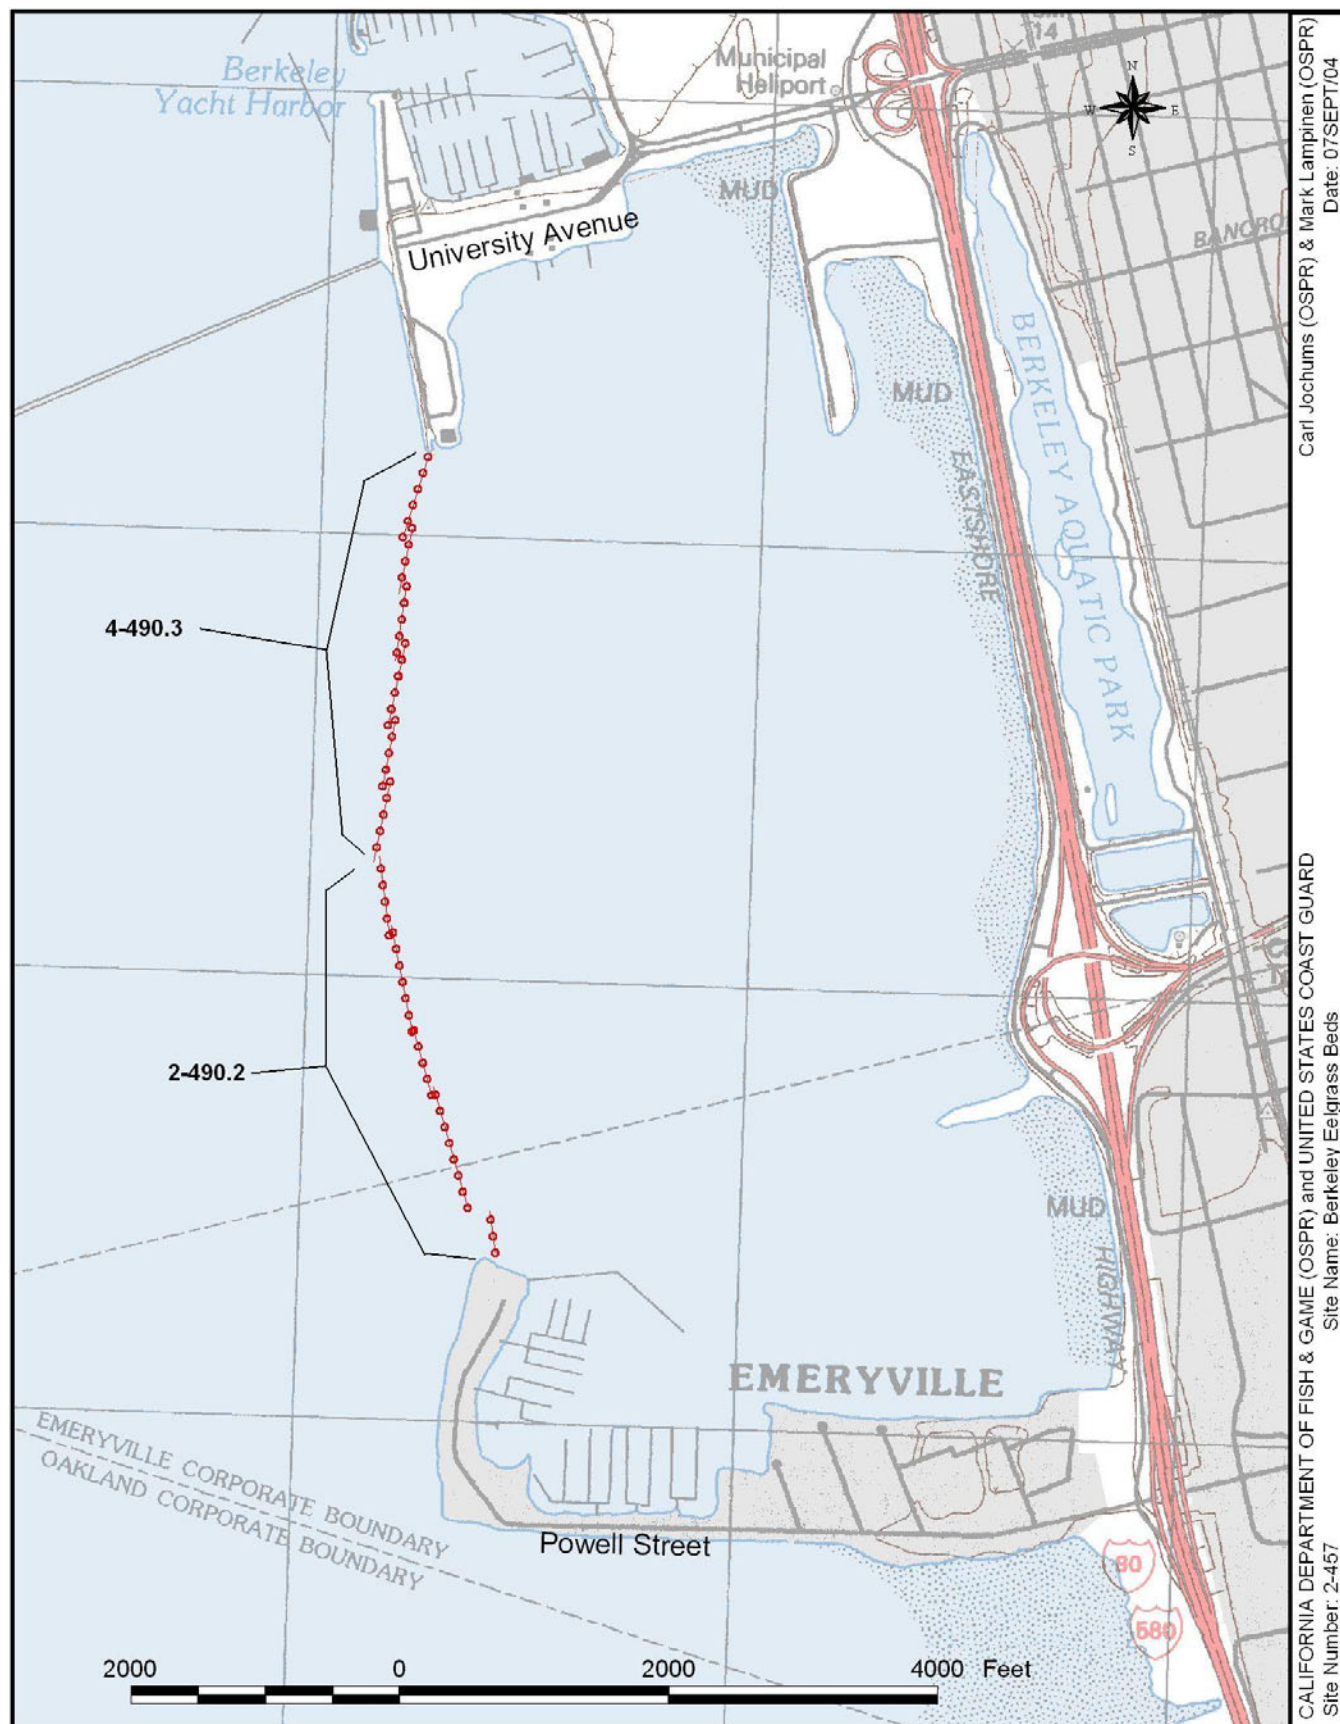 Berkeley
Yacht Harbor
Municipal
Heliport
14
N
W
E
S
MUD
University Avenue
BANCRO
MUD
BERKELEY AQUATIC PARK
EASTSHORE
4-490.3
2-490.2
MUD
HIGHWAY
EMERYVILLE
EMERYVILLE CORPORATE BOUNDARY
OAKLAND CORPORATE BOUNDARY
Powell Street
80
580
2000
0
2000
4000 Feet
Carl Jochums (OSPR) & Mark Lampinen (OSPR)
Date: 07SEPT/04
CALIFORNIA DEPARTMENT OF FISH & GAME (OSPR) and UNITED STATES COAST GUARD
Site Number: 2-457
Site Name: Berkeley Eelgrass Beds